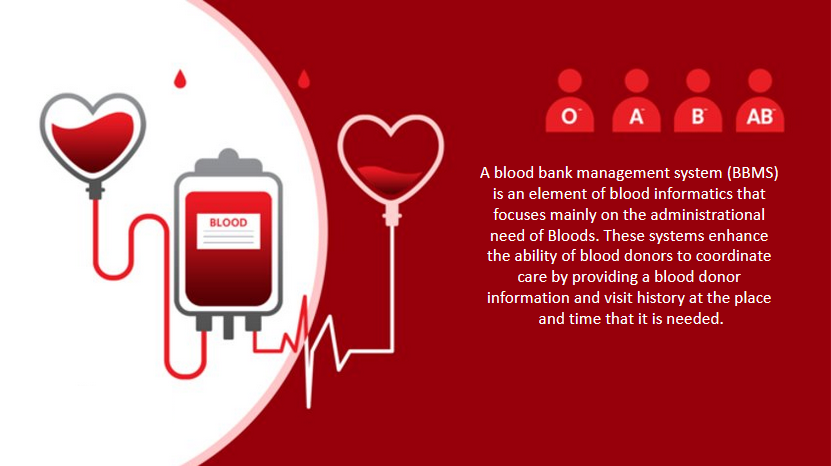 O-
A-
B-
AB-
BLOOD
A blood bank management system (BBMS)
is an element of blood informatics that
focuses mainly on the administrational
need of Bloods. These systems enhance
the ability of blood donors to coordinate
care by providing a blood donor
information and visit history at the place
and time that it is needed.